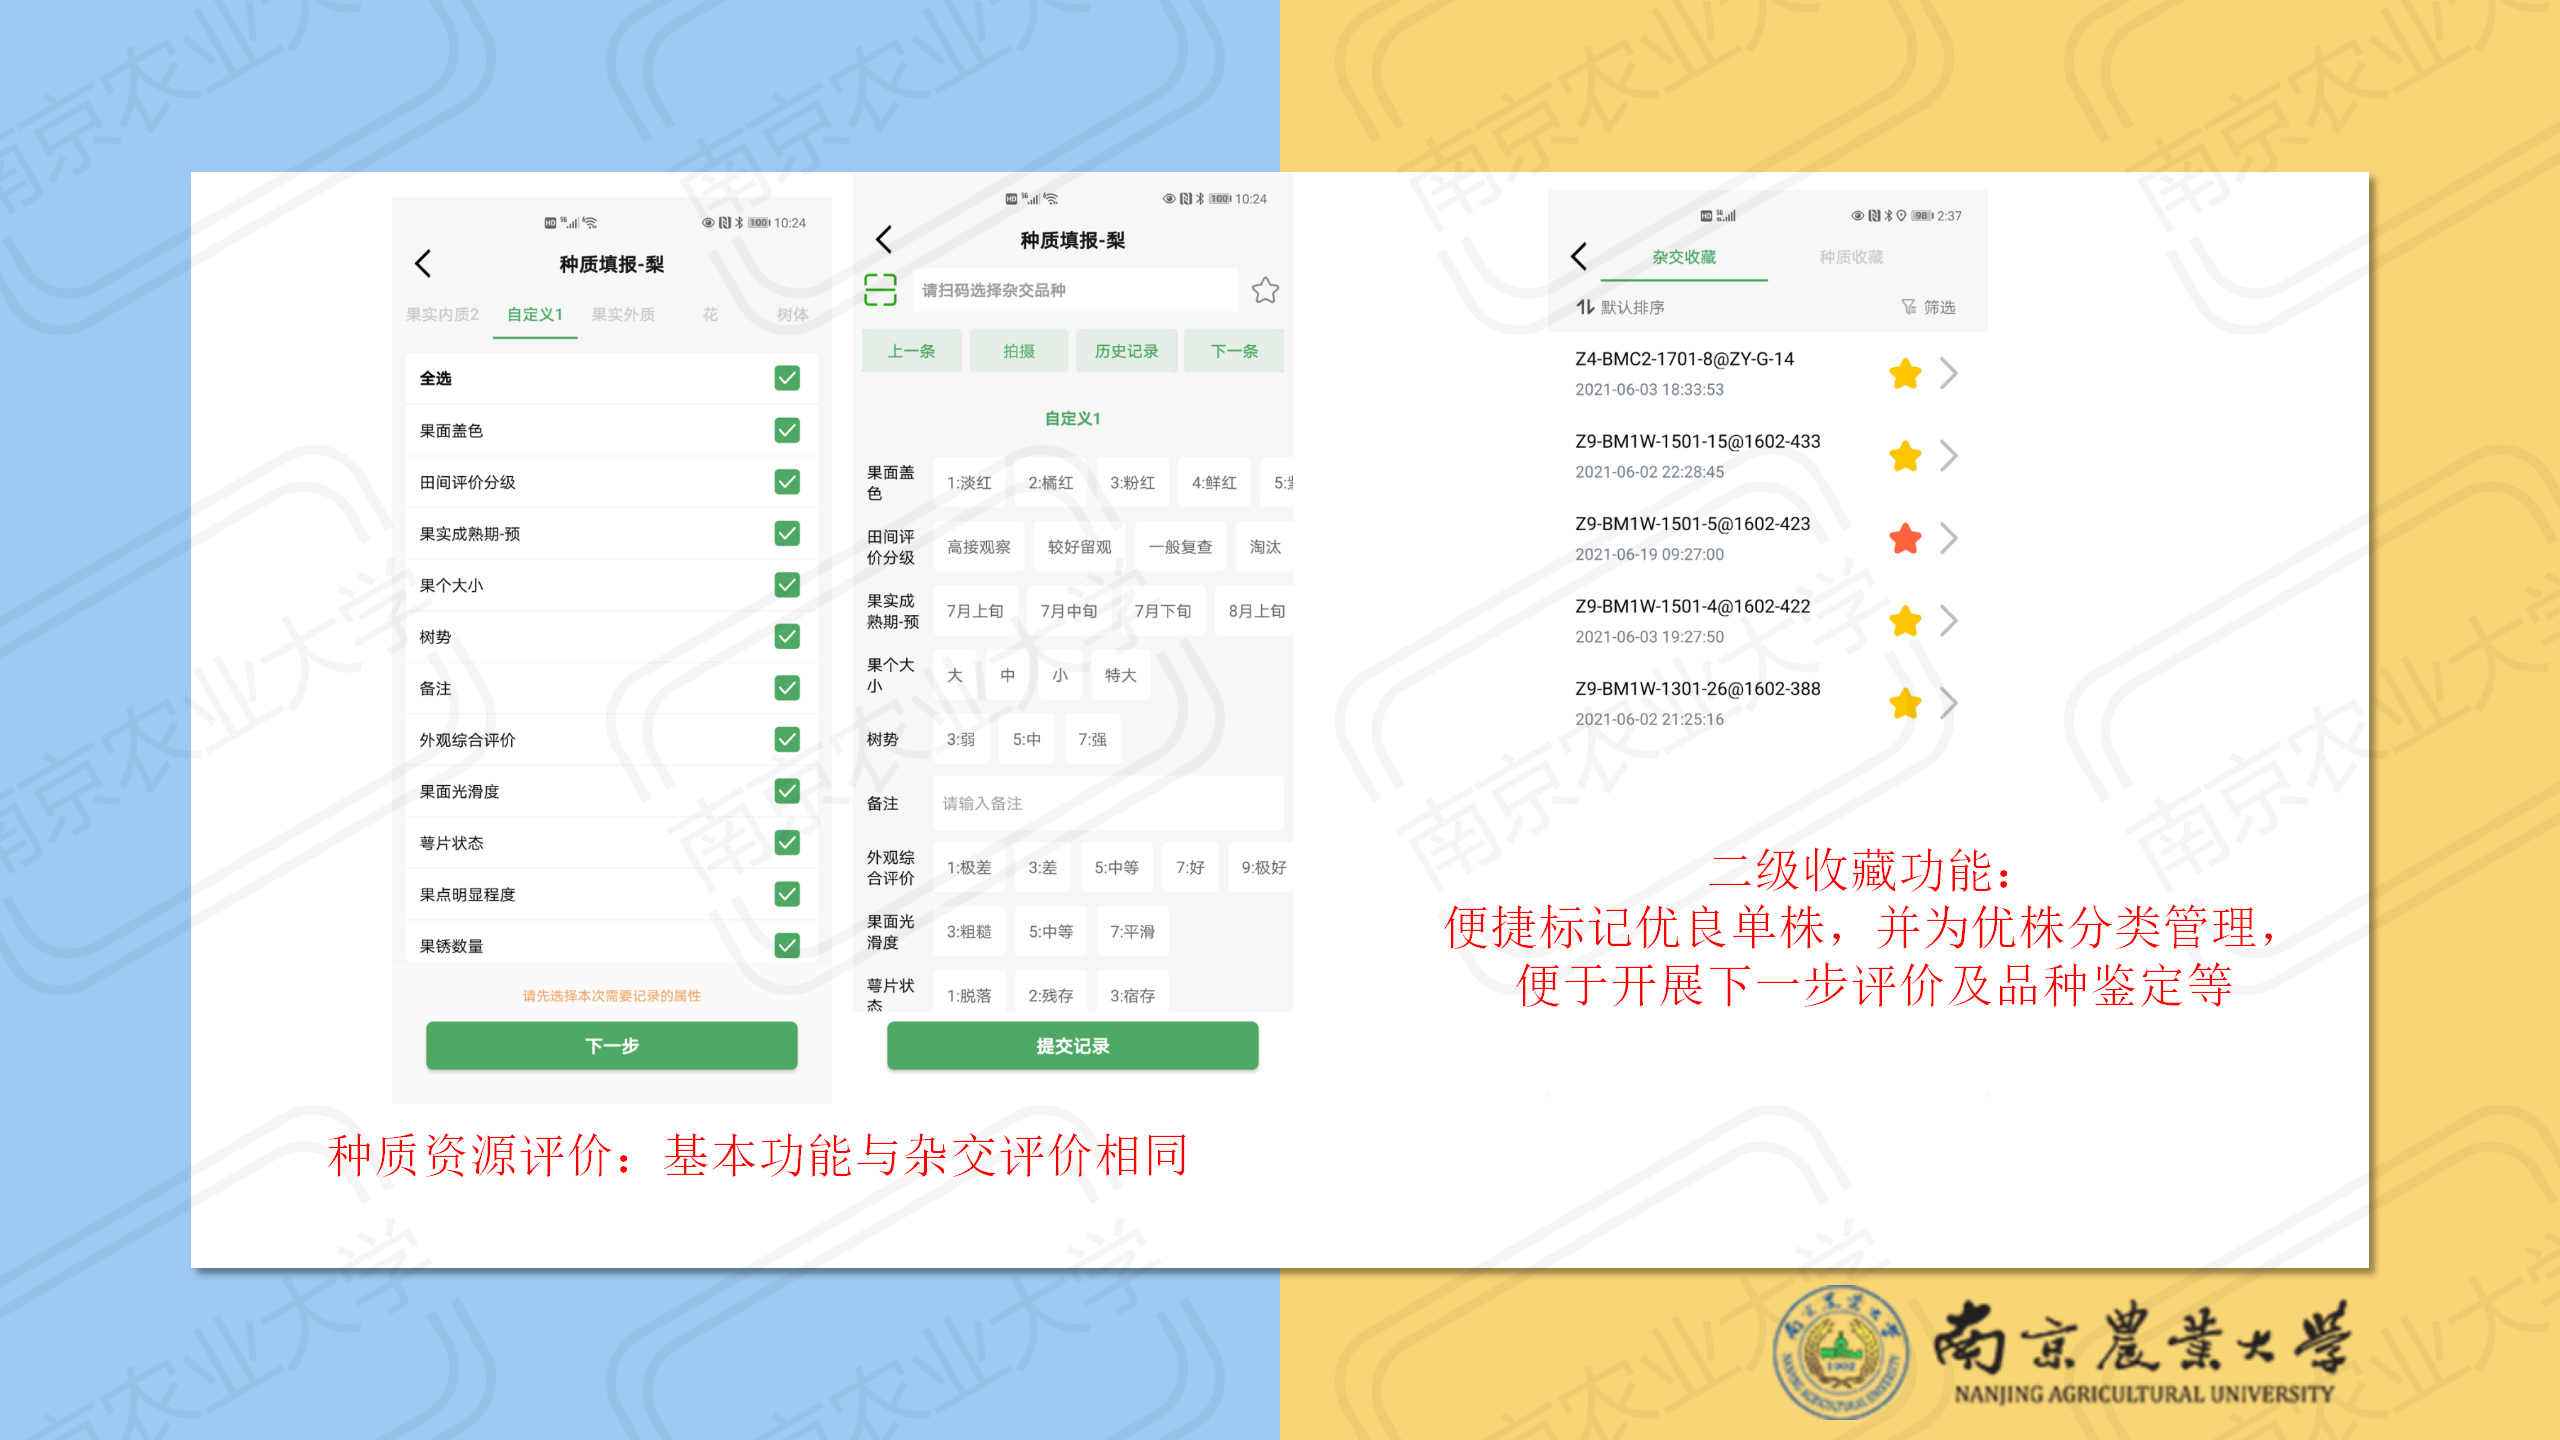 10:24
种质填报-梨
果实内质2 自定义1 果实外质 花 树体
全选
果面盖色
田间评价分级
果实成熟期-预
果个大小
树势
备注
外观综合评价
果面光滑度
萼片状态
果点明显程度
果锈数量
请先选择本次需要记录的属性
下一步
10:24
种质填报-梨
请扫码选择杂交品种
上一条 拍摄 历史记录 下一条
自定义1
果面盖色 1:淡红 2:橘红 3:粉红 4:鲜红 5:
田间评价分级 高接观察 较好留观 一般复查 淘汰
果实成熟期-预 7月上旬 7月中旬 7月下旬 8月上旬
果个大小 大 中 小 特大
树势 3:弱 5:中 7:强
备注 请输入备注
外观综合评价 1:极差 3:差 5:中等 7:好 9:极好
果面光滑度 3:粗糙 5:中等 7:平滑
萼片状态 1:脱落 2:残存 3:宿存
提交记录
种质资源评价：基本功能与杂交评价相同
2:37
杂交收藏 种质收藏
默认排序 筛选
Z4-BMC2-1701-8@ZY-G-14
2021-06-03 18:33:53
Z9-BM1W-1501-15@1602-433
2021-06-02 22:28:45
Z9-BM1W-1501-5@1602-423
2021-06-19 09:27:00
Z9-BM1W-1501-4@1602-422
2021-06-03 19:27:50
Z9-BM1W-1301-26@1602-388
2021-06-02 21:25:16
二级收藏功能：
便捷标记优良单株，并为优株分类管理，
便于开展下一步评价及品种鉴定等
南京農業大學
NANJING AGRICULTURAL UNIVERSITY
南京农业大学